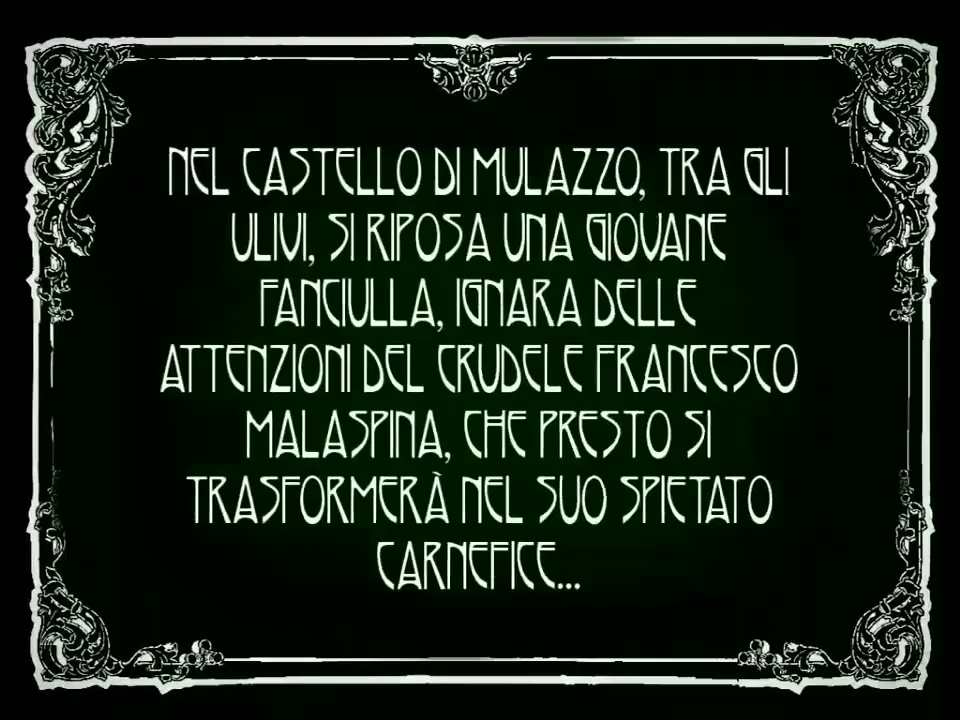 NEL CASTELLO DI MULAZZO, TRA GLI
ULIVI, SI RIPOSA UNA GIOVANE
FANCIULLA, IGNARA DELLE
ATTENZIONI DEL CRUDELE FRANCESCO
MALASPINA, CHE PRESTO SI
TRASFORMERÀ NEL SUO SPIETATO
CARNEFICE...